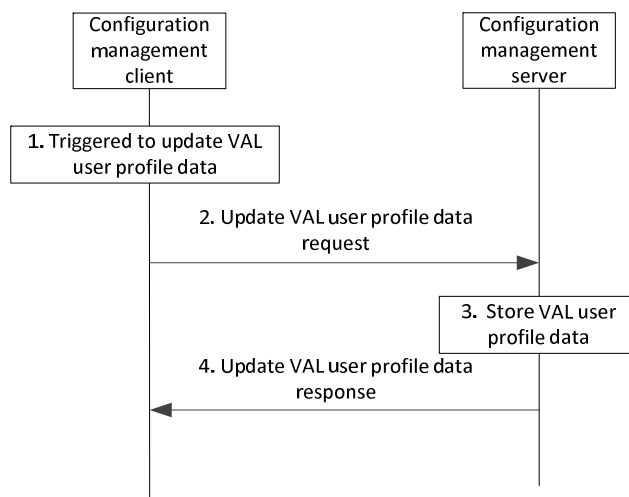 Configuration
management
client
Configuration
management
server
1. Triggered to update VAL
user profile data
2. Update VAL user profile data
request
3. Store VAL user
profile data
4. Update VAL user profile data
response